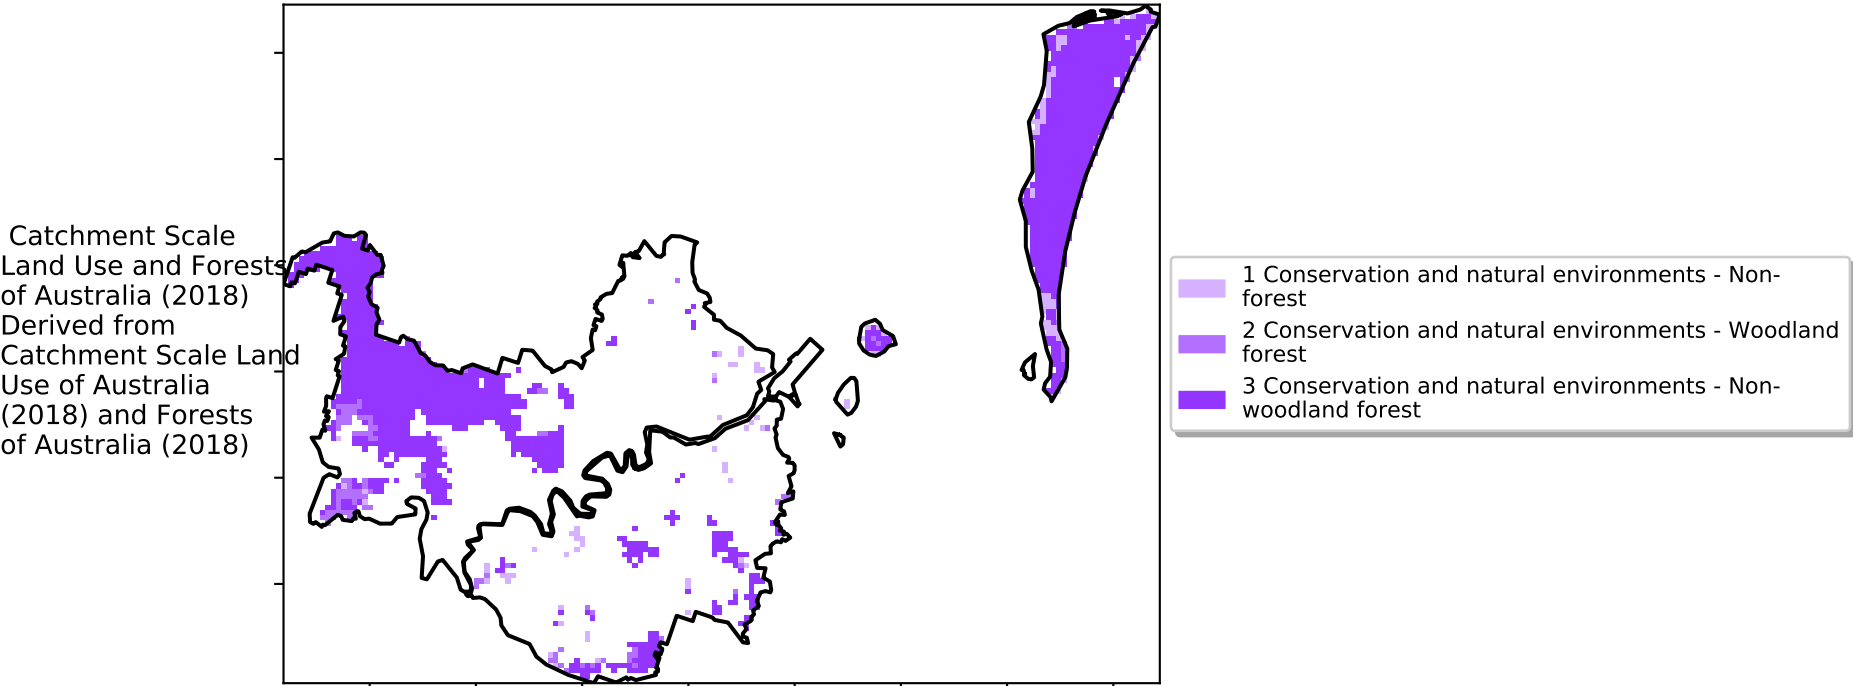 Catchment Scale
Land Use and Forests
of Australia (2018)
Derived from
Catchment Scale Land
Use of Australia
(2018) and Forests
of Australia (2018)
1 Conservation and natural environments - Non-
forest
2 Conservation and natural environments - Woodland
forest
3 Conservation and natural environments - Non-
woodland forest